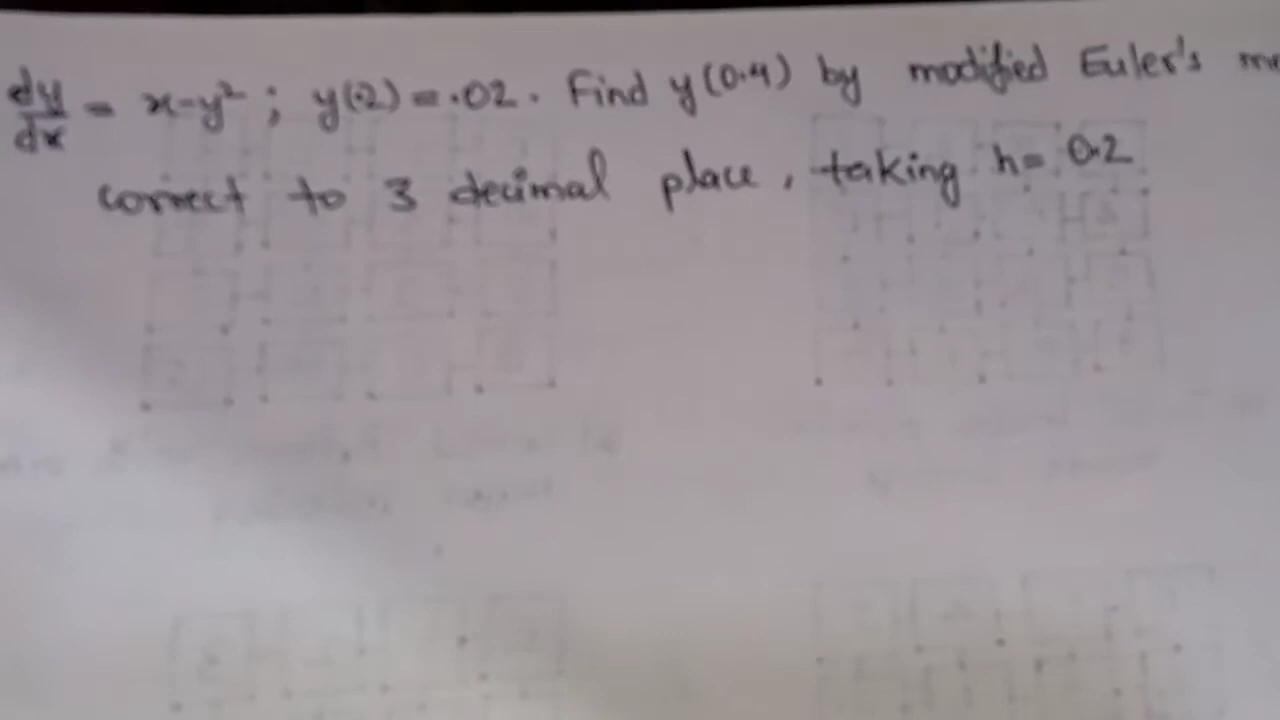 dy/dx = x-y² ; y(.2) = .02. Find y(0.4) by modified Euler's
correct to 3 decimal place, taking h= 0.2